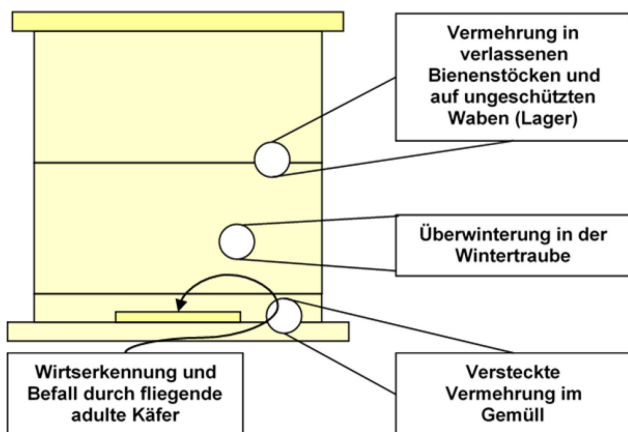 Vermehrung in
verlassenen
Bienenstöcken und
auf ungeschützten
Waben (Lager)
Überwinterung in der
Wintertraube
Wirtserkennung und
Befall durch fliegende
adulte Käfer
Versteckte
Vermehrung im
Gemüll